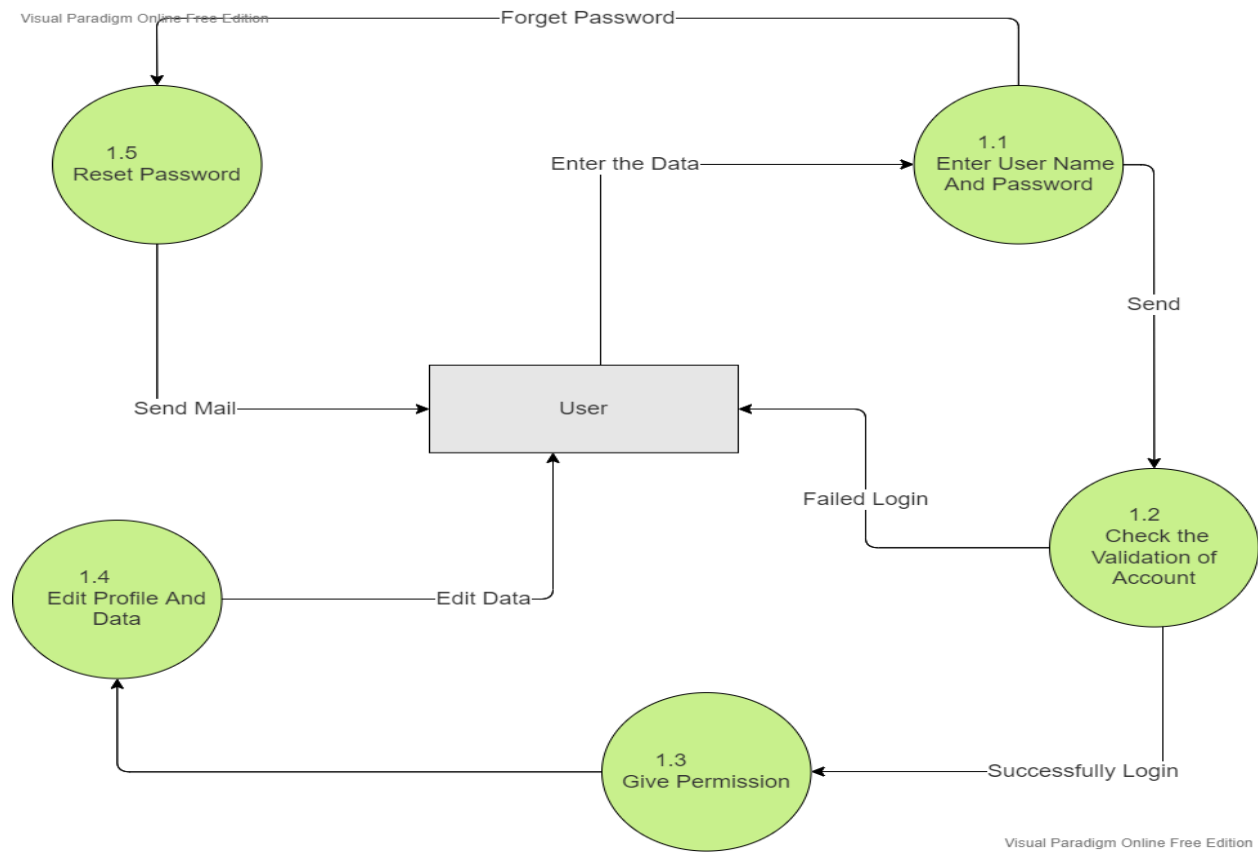 Visual Paradigm Online Free Edition
Forget Password
1.5
Reset Password
Enter the Data
1.1
Enter User Name
And Password
Send
Send Mail
User
Failed Login
1.2
Check the
Validation of
Account
1.4
Edit Profile And
Data
Edit Data
1.3
Give Permission
Successfully Login
Visual Paradigm Online Free Edition